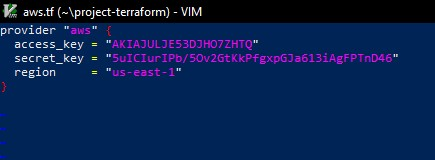 aws.tf (~\project-terraform) - VIM
provider "aws" {
access_key = "AKIAJULJE53DJHO7ZHTQ"
secret_key = "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"
region = "us-east-1"
}
~
~